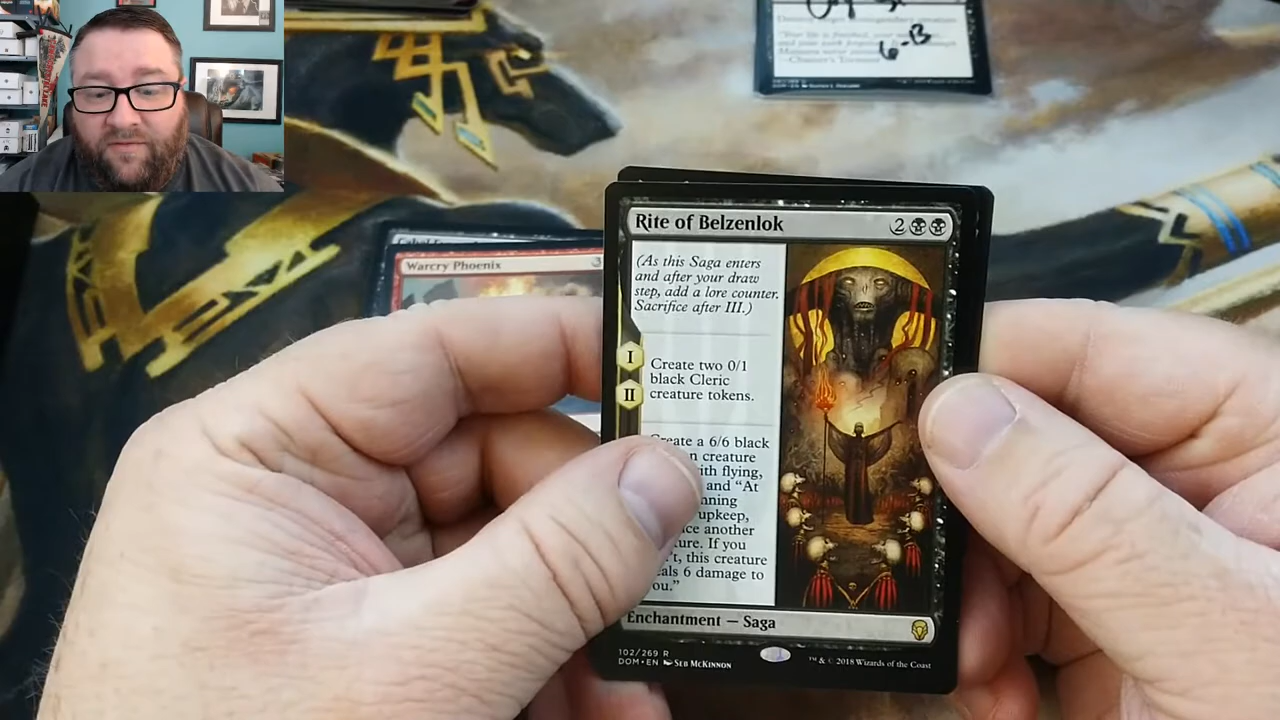 6-B
Warcry Phoenix
3
Rite of Belzenlok
2
(As this Saga enters
and after your draw
step, add a lore counter.
Sacrifice after III.)
I
II
Create two 0/1
black Cleric
creature tokens.
Create a 6/6 black
creature
with flying,
and “At
upkeep,
another
If you
this creature
6 damage to
you.”
Enchantment — Saga
102/269 R
DOM • EN Seb McKinnon
™ & © 2018 Wizards of the Coast